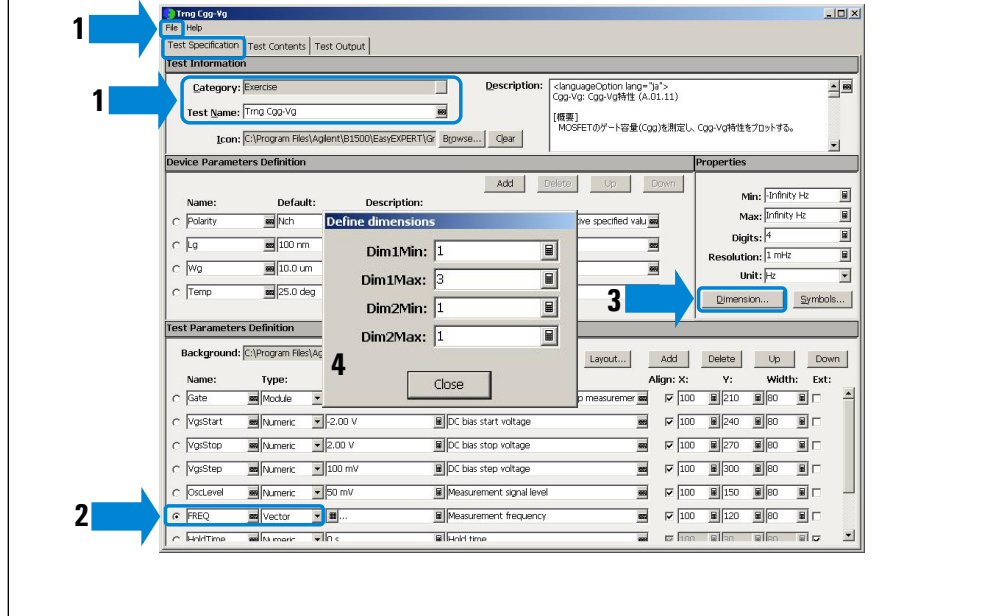 Trng Cgg-Vg
1
File Help
Test Specification Test Contents Test Output
Test Information
1
Category: Exercise
Test Name: Trng Cgg-Vg
Icon: C:\Program Files\Agilent\B1500\EasyEXPERT\Gr Browse... Clear
Description: <languageOption lang="ja">
Cgg-Vg: Cgg-Vg特性 (A.01.11)
[概要]
MOSFETのゲート容量(Cgg)を測定し、Cgg-Vg特性をプロットする。
Device Parameters Definition
Add Delete Up Down
Name: Default: Description:
Polarity Nch ive specified valu
Lg 100 nm
Wg 10.0 um
Temp 25.0 deg
Properties
Min: -Infinity Hz
Max: Infinity Hz
Digits: 4
Resolution: 1 mHz
Unit: Hz
3
Dimension... Symbols...
Define dimensions
Dim1Min: 1
Dim1Max: 3
Dim2Min: 1
Dim2Max: 1
4
Close
Test Parameters Definition
Background: C:\Program Files\Ag Layout... Add Delete Up Down
Name: Type: Align: X: Y: Width: Ext:
Gate Module p measuremer 100 210 80
VgsStart Numeric -2.00 V DC bias start voltage 100 240 80
VgsStop Numeric 2.00 V DC bias stop voltage 100 270 80
VgsStep Numeric 100 mV DC bias step voltage 100 300 80
OscLevel Numeric 50 mV Measurement signal level 100 150 80
2
FREQ Vector ... Measurement frequency 100 120 80
HoldTime Numeric 0 s Hold time 100 90 80